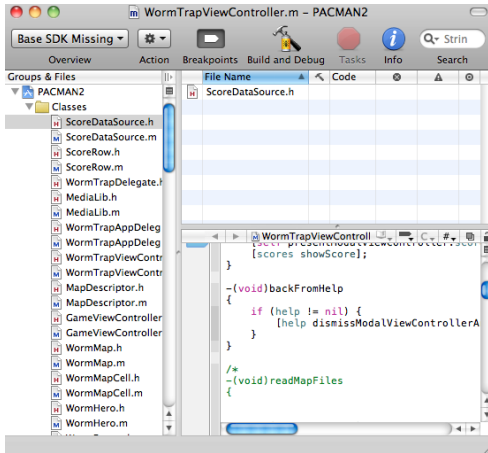 WormTrapViewController.m – PACMAN2
Base SDK Missing
Strin
Overview Action Breakpoints Build and Debug Tasks Info Search
Groups & Files
File Name Code
PACMAN2
ScoreDataSource.h
Classes
ScoreDataSource.h
ScoreDataSource.m
ScoreRow.h
ScoreRow.m
WormTrapDelegate.h
MediaLib.h
MediaLib.m
WormTrapAppDeleg
WormTrapAppDeleg
WormTrapViewContr
WormTrapViewContr
MapDescriptor.h
MapDescriptor.m
GameViewController
GameViewController
WormMap.h
WormMap.m
WormMapCell.h
WormMapCell.m
WormHero.h
WormHero.m
WormTrapViewControll
C #
[scores showScore];
}
-(void)backFromHelp
{
if (help != nil) {
[help dismissModalViewControllerA
}
}
/*
-(void)readMapFiles
{